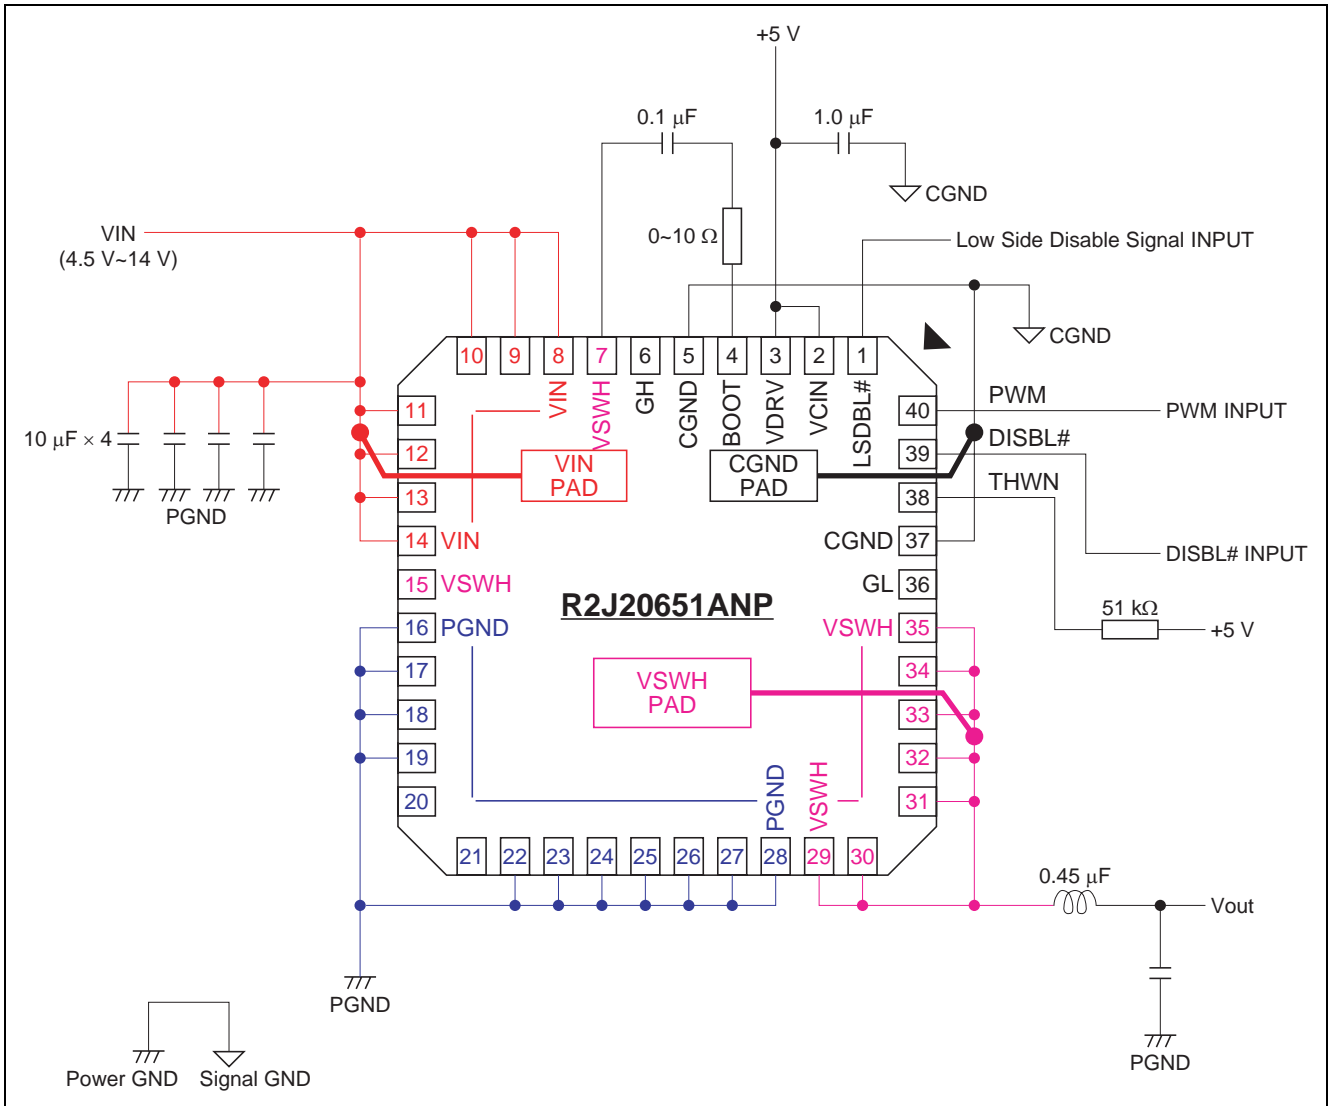 +5 V
0.1 μF
1.0 μF
CGND
VIN
(4.5 V~14 V)
0~10 Ω
Low Side Disable Signal INPUT
CGND
10
9
8
7
6
5
4
3
2
1
VIN
VSWH
GH
CGND
BOOT
VDRV
VCIN
LSDBL#
10 μF × 4
PGND
11
12
13
14 VIN
15 VSWH
16 PGND
17
18
19
20
VIN
PAD
CGND
PAD
40
PWM
PWM INPUT
39
DISBL#
38
THWN
CGND 37
DISBL# INPUT
GL 36
51 kΩ
+5 V
VSWH 35
34
33
32
31
R2J20651ANP
VSWH
PAD
PGND
VSWH
21
22
23
24
25
26
27
28
29
30
0.45 μF
Vout
PGND
PGND
Power GND
Signal GND